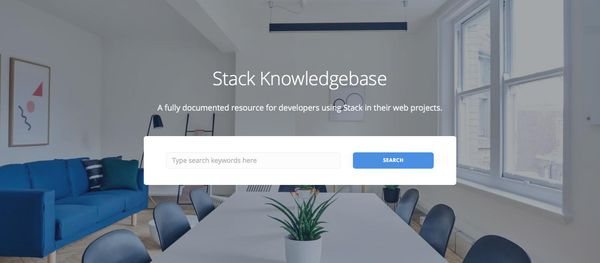 Stack Knowledgebase
A fully documented resource for developers using Stack in their web projects.
Type search keywords here
SEARCH